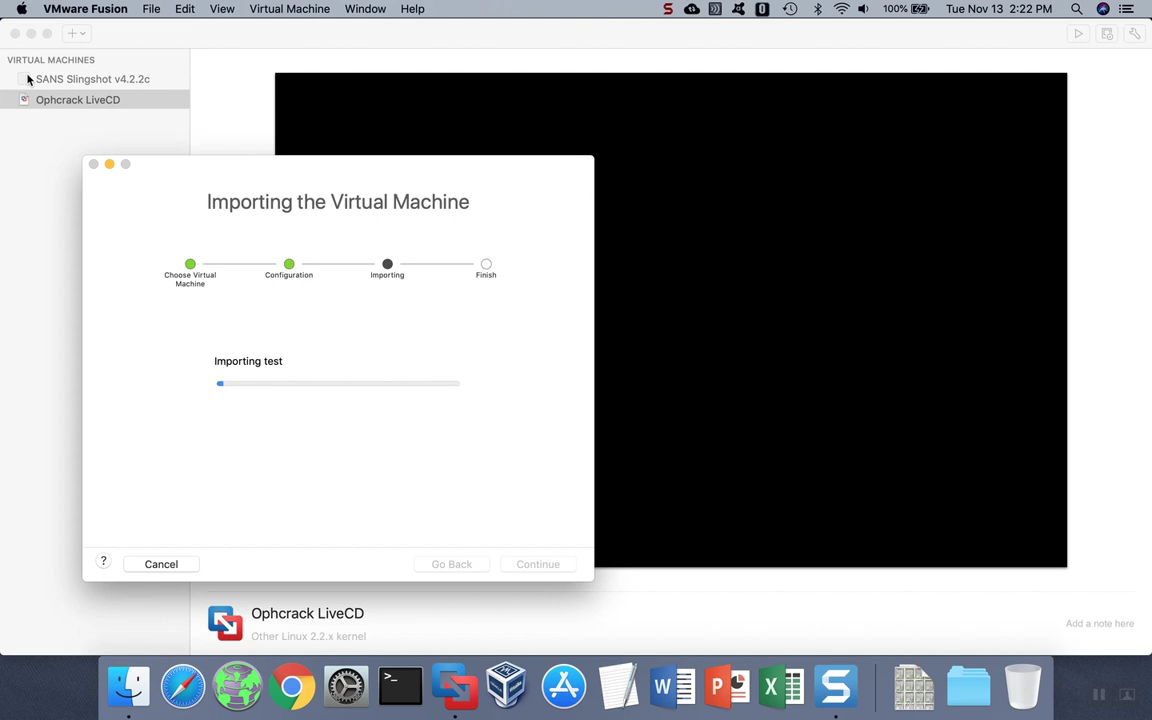 VMware Fusion File Edit View Virtual Machine Window Help
S 0 100% Tue Nov 13 2:22 PM
VIRTUAL MACHINES
SANS Slingshot v4.2.2c
Ophcrack LiveCD
Importing the Virtual Machine
Choose Virtual Machine
Configuration
Importing
Finish
Importing test
? Cancel Go Back Continue
Ophcrack LiveCD
Other Linux 2.2.x kernel
Add a note here
>_ W P X S